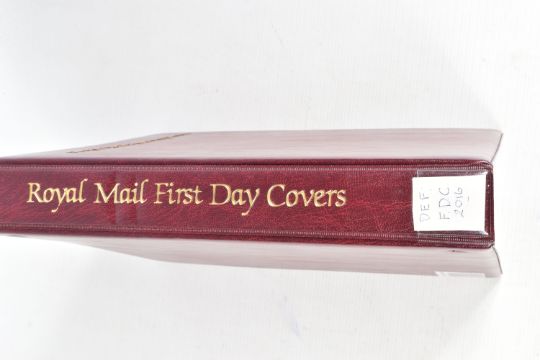 Royal Mail First Day Covers
DEF.
FDC
2016